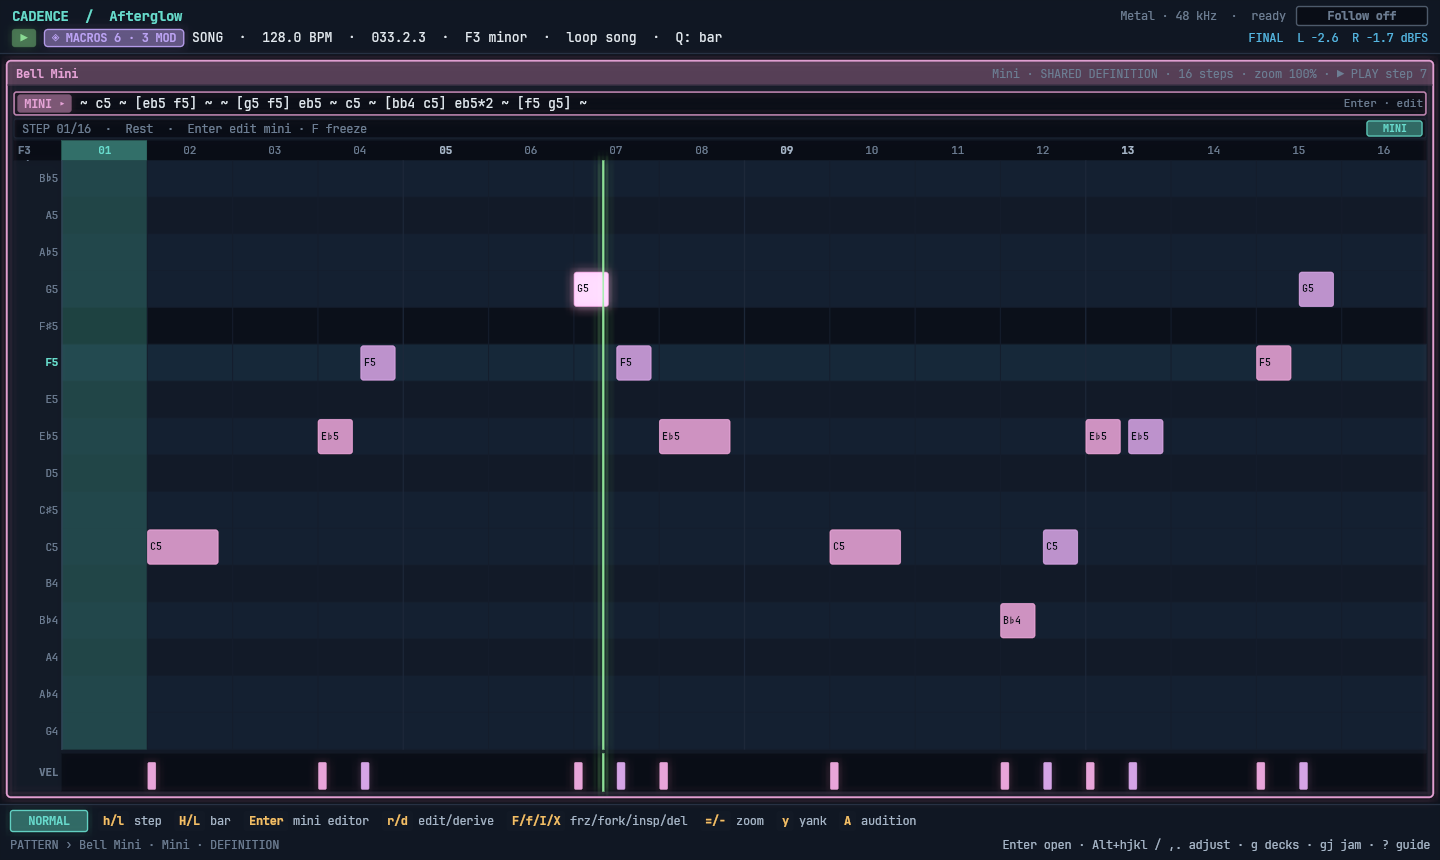 CADENCE / Afterglow
Metal · 48 kHz · ready Follow off
▶ ◈ MACROS 6 · 3 MOD SONG · 128.0 BPM · 033.2.3 · F3 minor · loop song · Q: bar
FINAL L -2.6 R -1.7 dBFS
Bell Mini
Mini · SHARED DEFINITION · 16 steps · zoom 100% · ▶ PLAY step 7
MINI ▸ ~ c5 ~ [eb5 f5] ~ ~ [g5 f5] eb5 ~ c5 ~ [bb4 c5] eb5*2 ~ [f5 g5] ~
Enter · edit
STEP 01/16 · Rest · Enter edit mini · F freeze
MINI
F3 01 02 03 04 05 06 07 08 09 10 11 12 13 14 15 16
B♭5
A5
A♭5
G5 G5 G5
F♯5
F5 F5 F5 F5
E5
E♭5 E♭5 E♭5 E♭5 E♭5
D5
C♯5
C5 C5 C5 C5
B4
B♭4 B♭4
A4
A♭4
G4
VEL
NORMAL h/l step H/L bar Enter mini editor r/d edit/derive F/f/I/X frz/fork/insp/del =/- zoom y yank A audition
PATTERN › Bell Mini · Mini · DEFINITION
Enter open · Alt+hjkl / ,. adjust · g decks · gj jam · ? guide